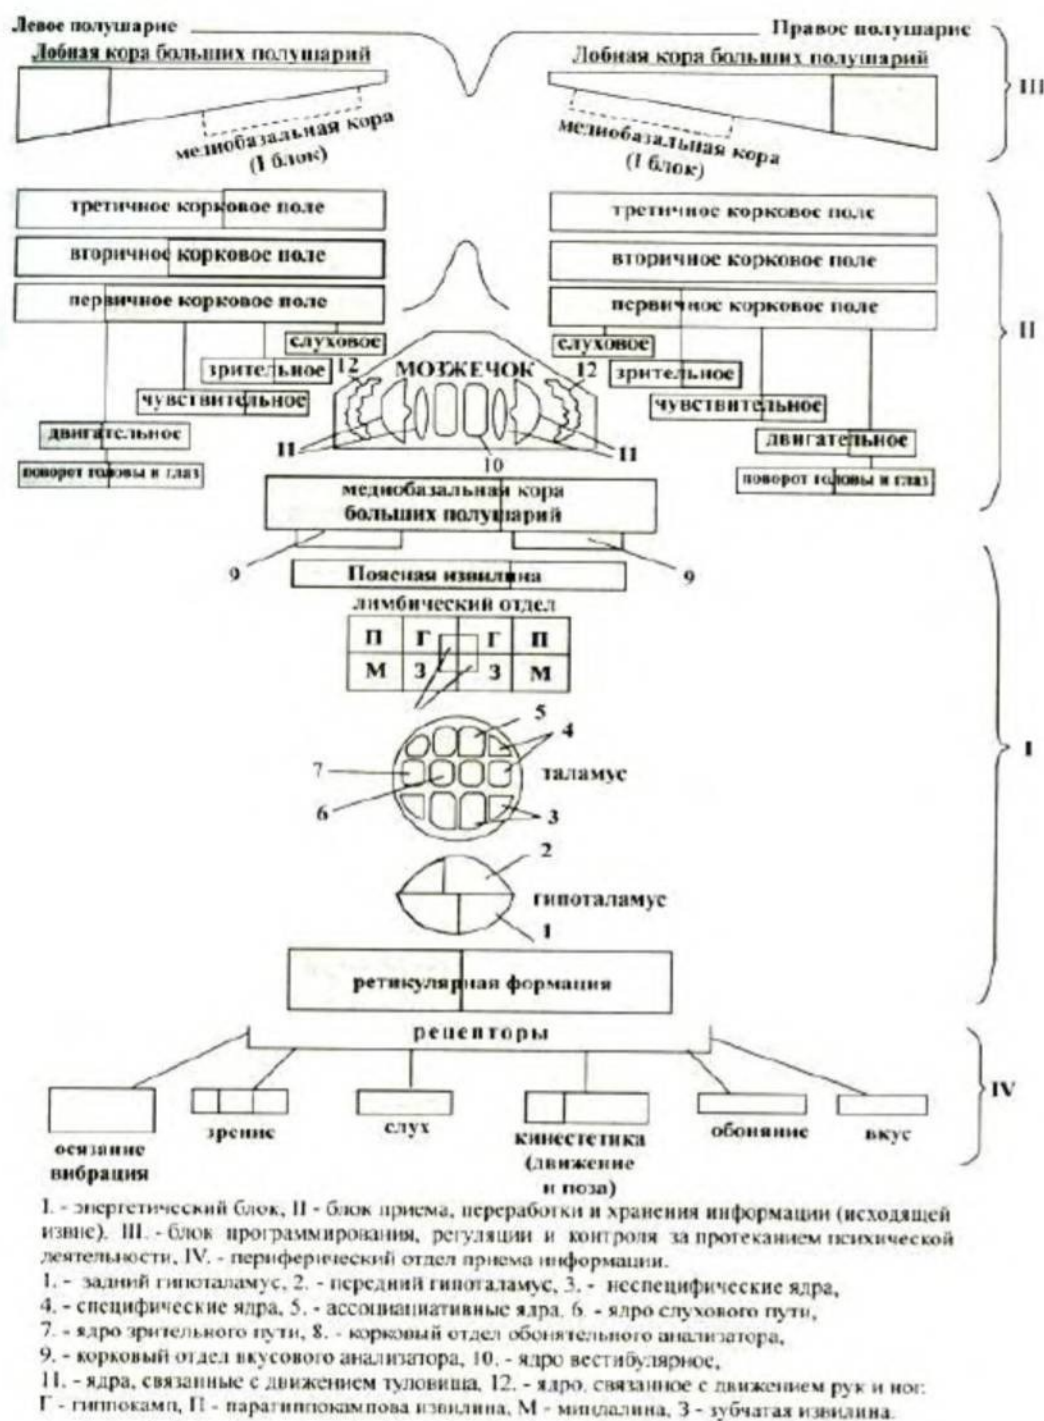 Левое полушарие
Правое полушарие
Лобная кора больших полушарий
Лобная кора больших полушарий
III
медиобазальная кора
(I блок)
медиобазальная кора
(I блок)
третичное корковое поле
третичное корковое поле
вторичное корковое поле
вторичное корковое поле
первичное корковое поле
первичное корковое поле
II
слуховое
слуховое
12
МОЗЖЕЧОК
12
зрительное
зрительное
чувствительное
чувствительное
двигательное
двигательное
11
10
11
поворот головы и глаз
поворот головы и глаз
медиобазальная кора
больших полушарий
9
9
Поясная извилина
лимбический отдел
П Г Г П
М З З М
5
4
7
таламус
I
6
3
2
гипоталамус
1
ретикулярная формация
рецепторы
IV
осязание
вибрация
зрение
слух
кинестетика
(движение
и поза)
обоняние
вкус
I. - энергетический блок, II - блок приема, переработки и хранения информации (исходящей
извне). III. - блок программирования, регуляции и контроля за протеканием психической
деятельности, IV. - периферический отдел приема информации.
1. - задний гипоталамус, 2. - передний гипоталамус, 3. - неспецифические ядра,
4. - специфические ядра, 5. - ассоциациативные ядра, 6. - ядро слухового пути,
7. - ядро зрительного пути, 8. - корковый отдел обонятельного анализатора,
9. - корковый отдел вкусового анализатора, 10. - ядро вестибулярное,
11. - ядра, связанные с движением туловища, 12. - ядро, связанное с движением рук и ног:
Г - гиппокамп, П - парагиппокампова извилина, М - миндалина, З - зубчатая извилина.